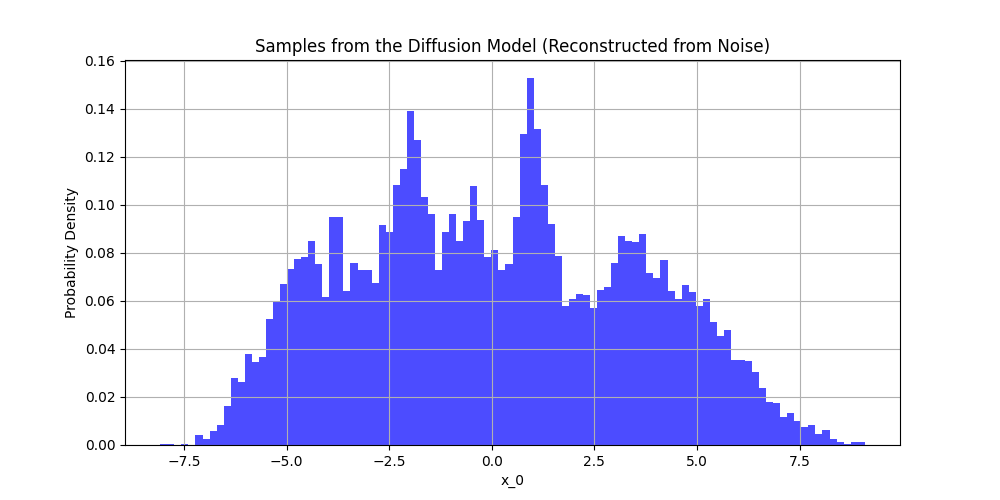 Samples from the Diffusion Model (Reconstructed from Noise)
0.16
0.14
0.12
0.10
0.08
0.06
0.04
0.02
0.00
Probability Density
−7.5 −5.0 −2.5 0.0 2.5 5.0 7.5
x_0